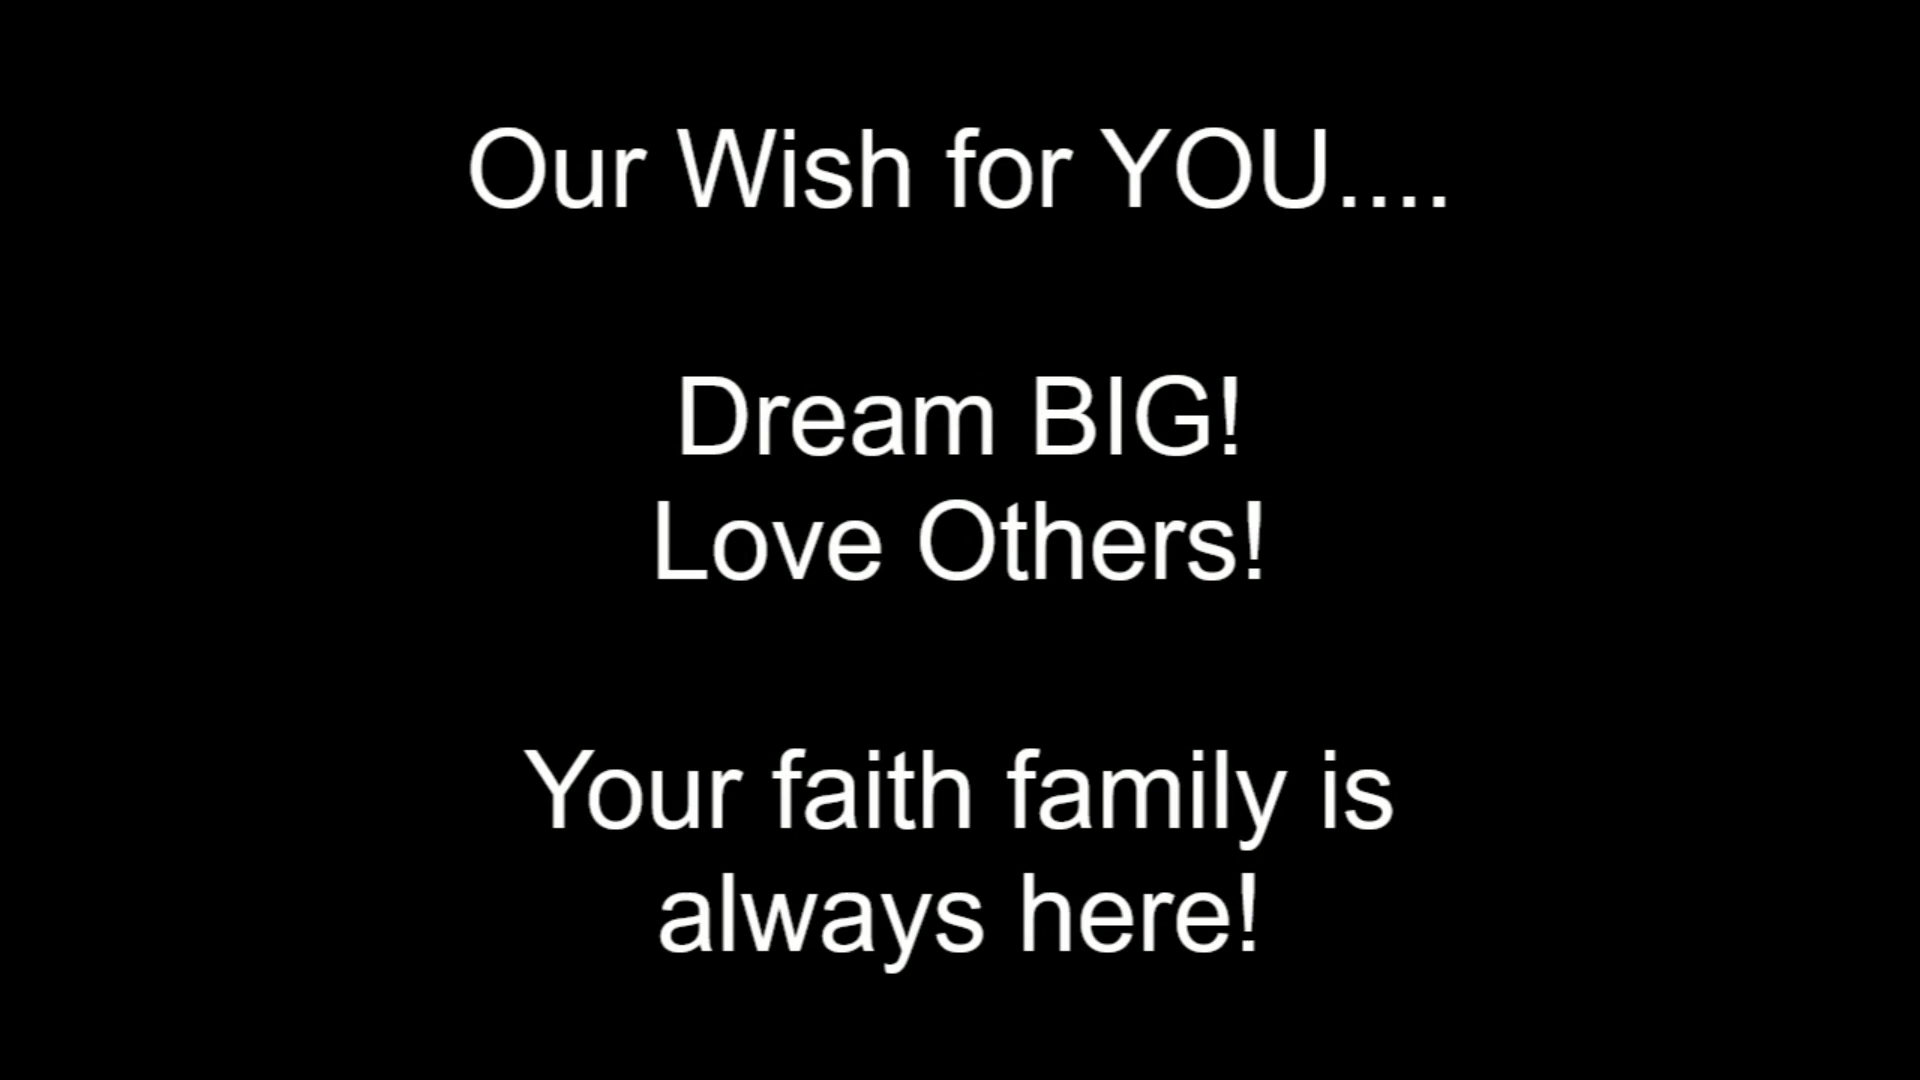 Our Wish for YOU....
Dream BIG!
Love Others!
Your faith family is
always here!